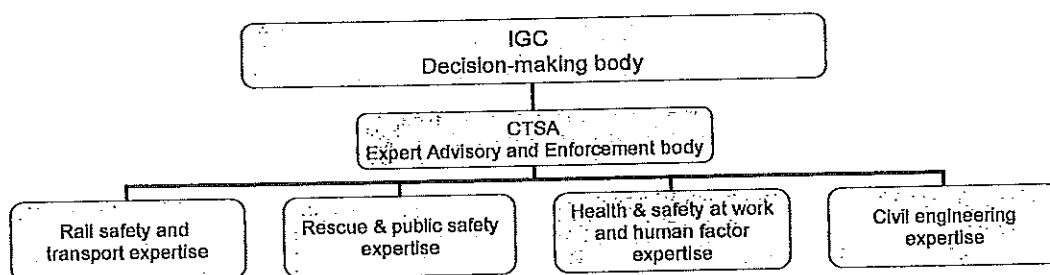 IGC
Decision-making body
CTSA
Expert Advisory and Enforcement body
Rail safety and
transport expertise
Rescue & public safety
expertise
Health & safety at work
and human factor
expertise
Civil engineering
expertise